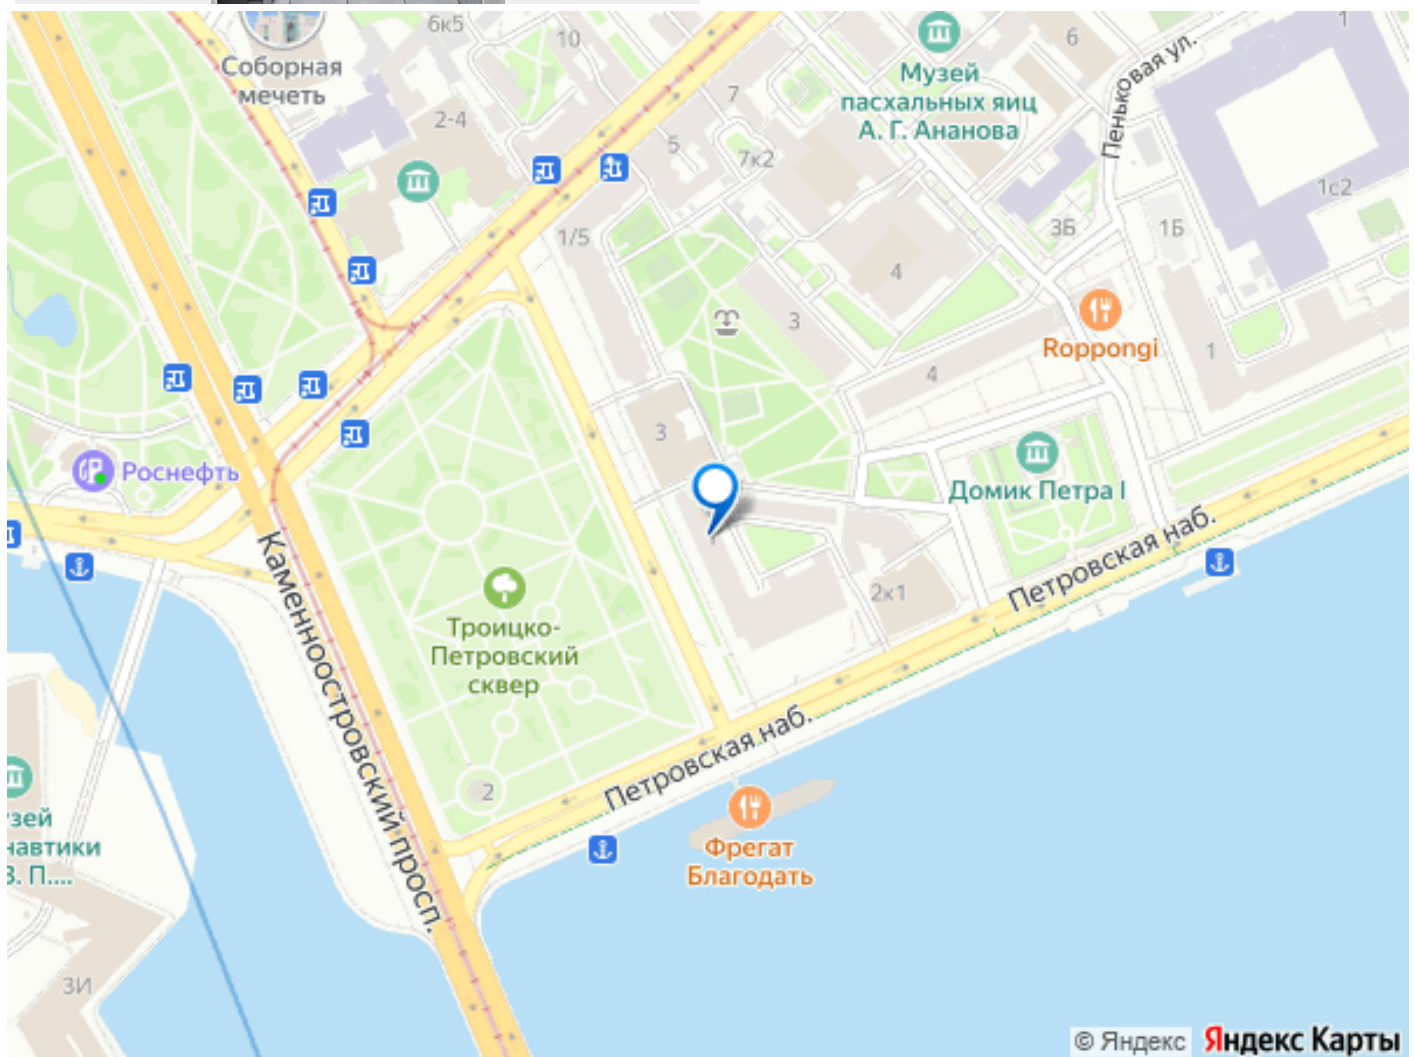 6к5
10
6
1
Соборная
мечеть
Музей
пасхальных яиц
А. Г. Ананова
Пеньковая ул.
7
2-4
5
7к2
1с2
1/5
3Б
1Б
4
3
Roppongi
1
4
3
Роснефть
Домик Петра I
Петровская наб.
2к1
Каменноостровский просп.
Троицко-
Петровский
сквер
Петровская наб.
2
зей
навтики
В. П....
Фрегат
Благодать
3И
© Яндекс
Яндекс Карты